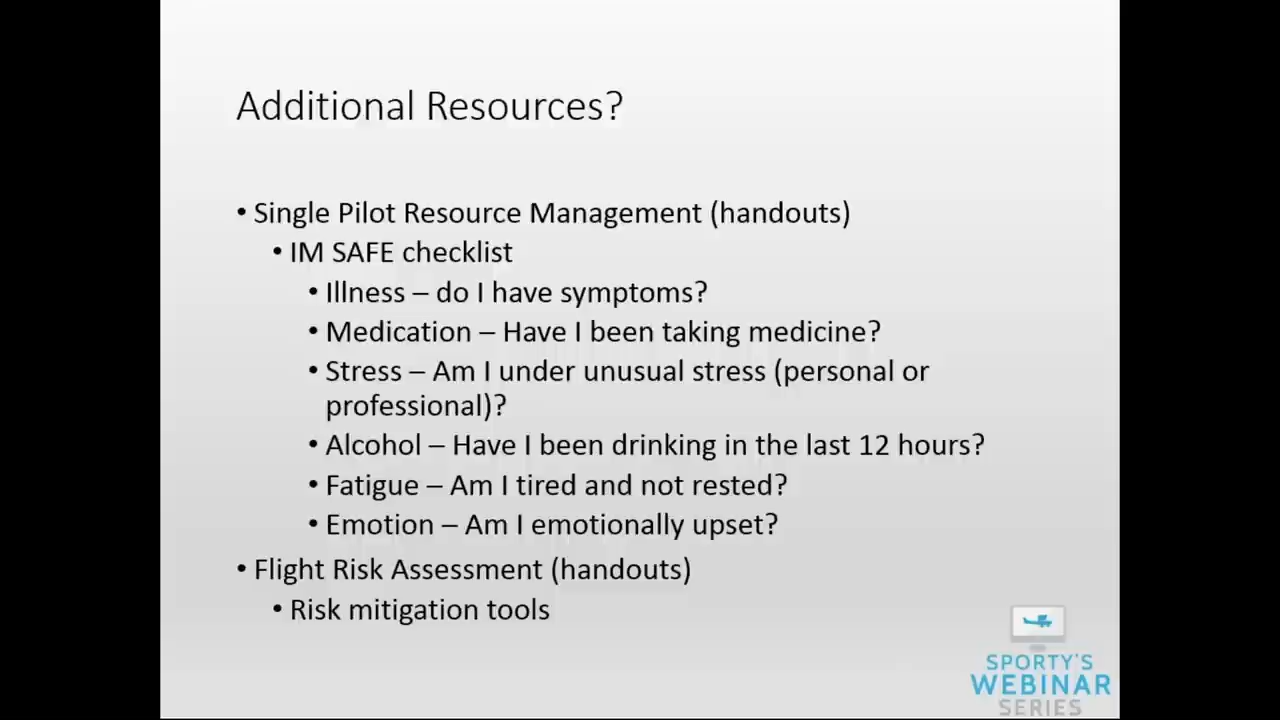 Additional Resources?
• Single Pilot Resource Management (handouts)
• IM SAFE checklist
• Illness – do I have symptoms?
• Medication – Have I been taking medicine?
• Stress – Am I under unusual stress (personal or
professional)?
• Alcohol – Have I been drinking in the last 12 hours?
• Fatigue – Am I tired and not rested?
• Emotion – Am I emotionally upset?
• Flight Risk Assessment (handouts)
• Risk mitigation tools
SPORTY'S
WEBINAR
SERIES